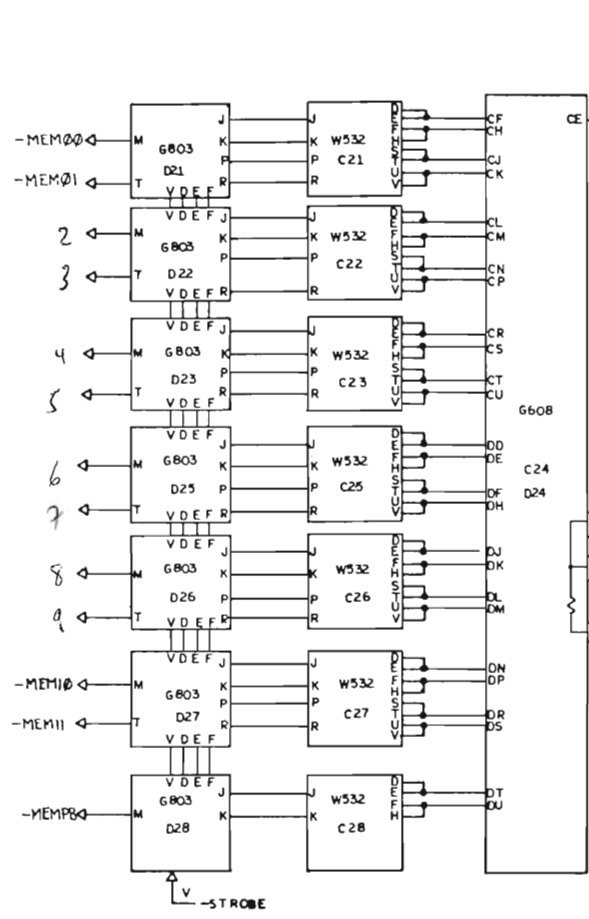 J J D
E CF CE
-MEMØØ M G803 K K W532 F CH
D21 P P C21 H
S
T CJ
-MEMØ1 T R R U CK
V D E F V
V D E F
J J D
E CL
2 M G803 K K W532 F CM
P P H
D22 C22 S
3 T T CN
R R U CP
V
V D E F
J J D
E CR
4 M G803 K K W532 F CS
H
D23 P P C23 S
T CT
5 T R R U CU
V G608
V D E F
J J D
E DD
6 M G803 K K W532 F DE
H C24
D25 P P C25 S
T DF D24
7 T R R U DH
V
V D E F
J J D
E DJ
8 M G803 K K W532 F DK
H
D26 P P C26 S
T DL
9 T R R U DM
V D E F V
V D E F
J J D
E DN
-MEM1Ø M G803 K K W532 F DP
P P H
D27 C27 S
-MEM11 T R R T DR
U DS
V
V D E F
G803 J J W532 D
E DT
-MEMPB M K K F DU
D28 C28 H
V
-STROBE